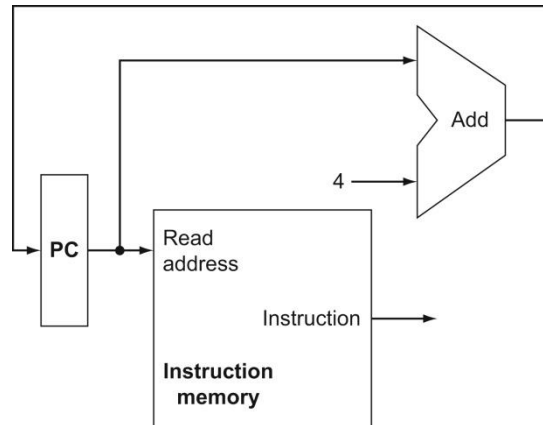 Add
4
PC
Read
address
Instruction
Instruction
memory